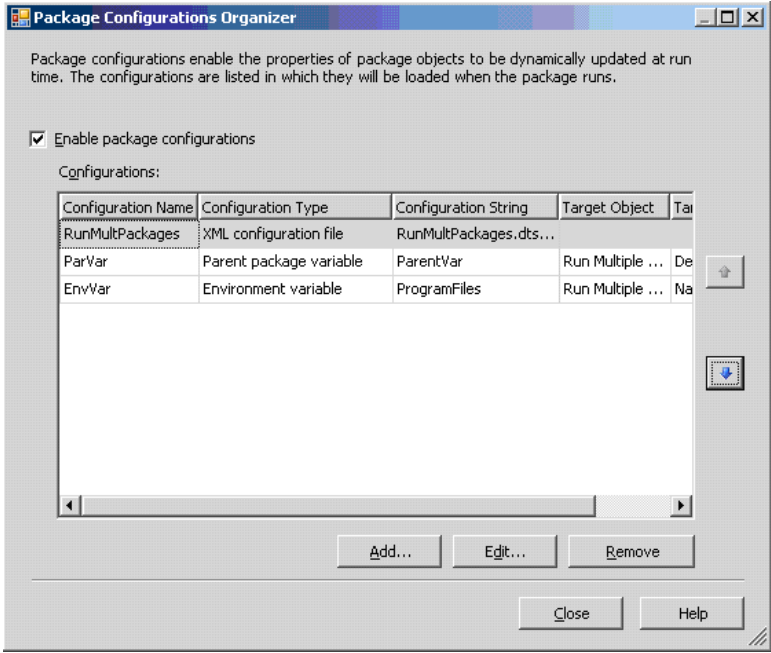 Package Configurations Organizer
Package configurations enable the properties of package objects to be dynamically updated at run
time. The configurations are listed in which they will be loaded when the package runs.
Enable package configurations
Configurations:
Configuration Name Configuration Type Configuration String Target Object Tar
RunMultPackages XML configuration file RunMultPackages.dts...
ParVar Parent package variable ParentVar Run Multiple ... De
EnvVar Environment variable ProgramFiles Run Multiple ... Na
Add... Edit... Remove
Close Help